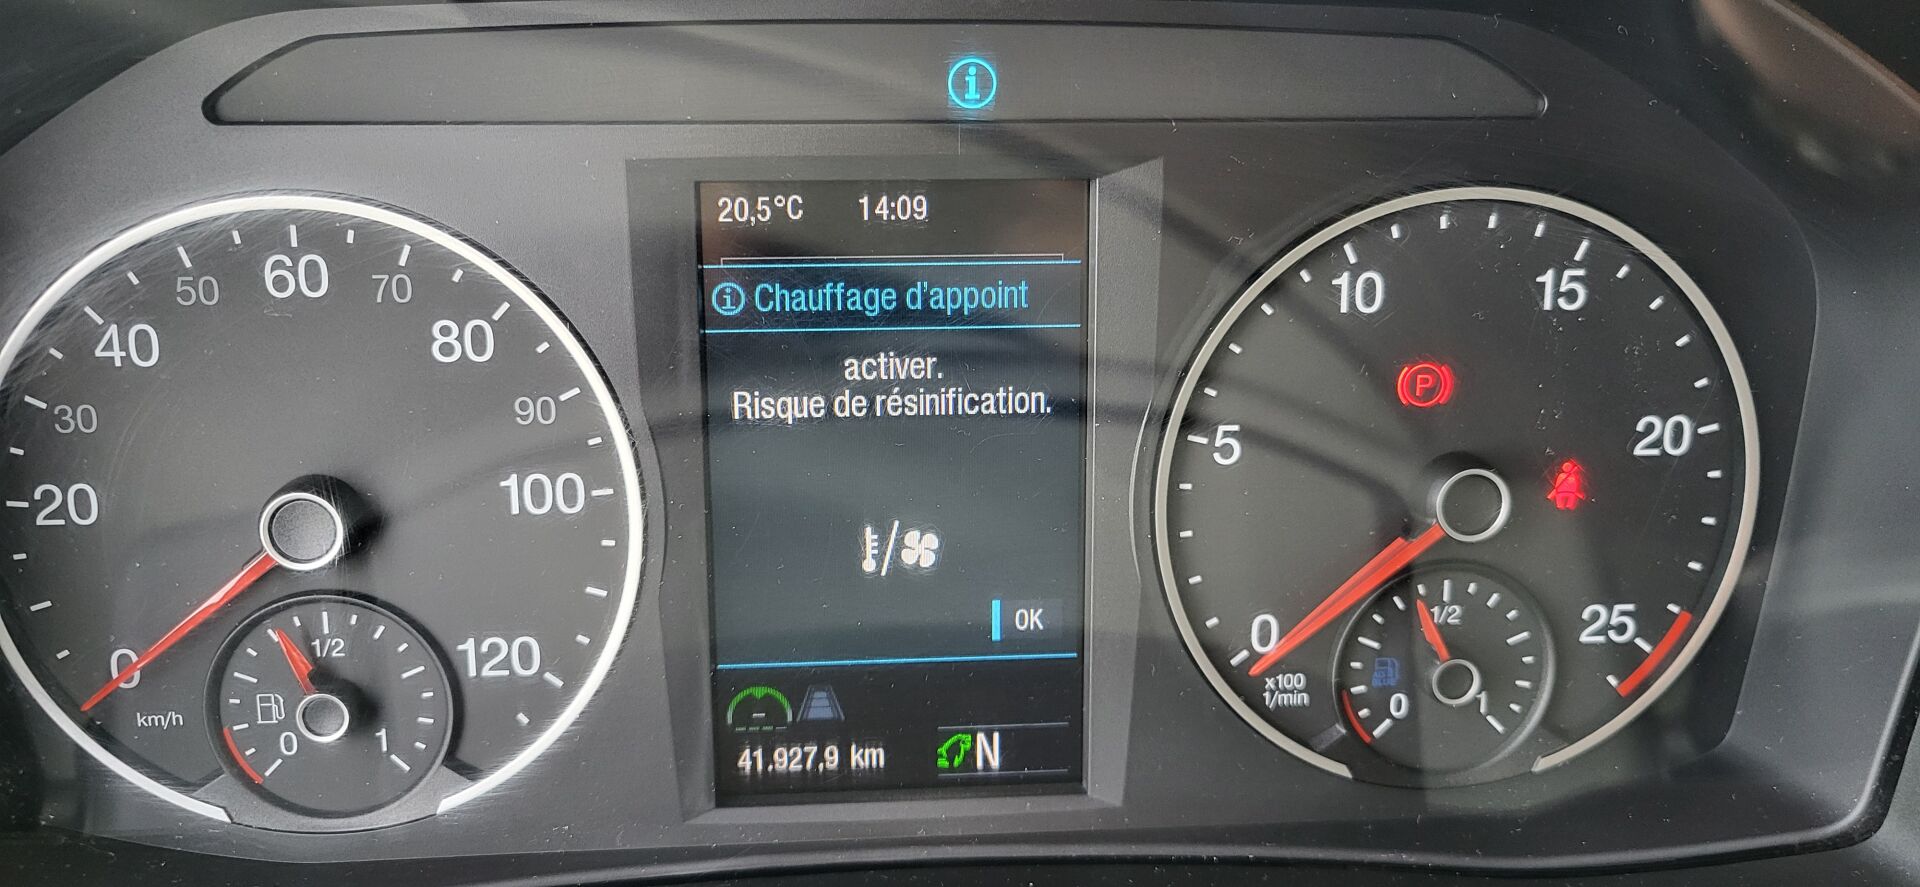 20,5°C 14:09
Chauffage d'appoint
activer.
Risque de résinification.
OK
41.927,9 km
N
0
20
30
40
50
60
70
80
90
100
120
km/h
0
1/2
1
0
5
10
15
20
25
x100
1/min
P
AD
BLUE
0
1/2
1